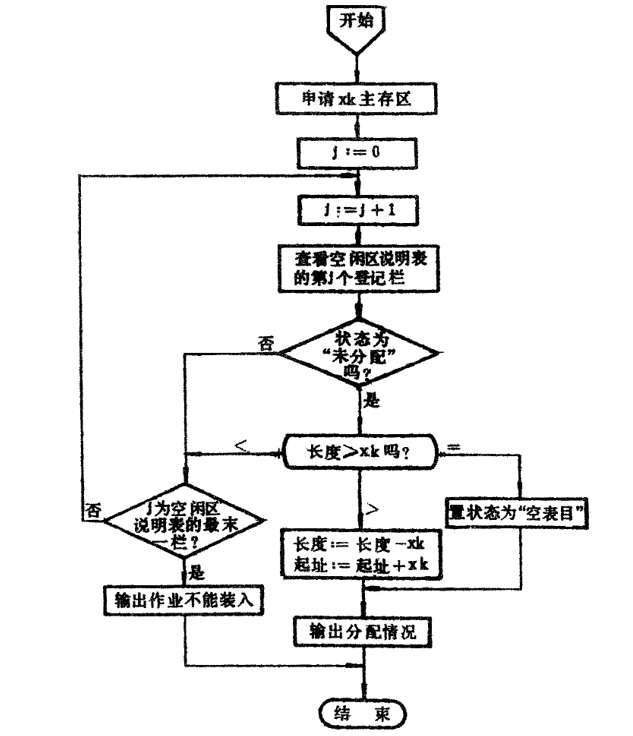 开始
申请xk主存区
j:=0
j:=j+1
查看空闲区说明表
的第j个登记栏
否
状态为
“未分配”
吗?
是
<
长度≥xk吗?
=
否
j为空闲区
说明表的最末
一栏?
>
置状态为“空表目”
长度:=长度-xk
起址:=起址+xk
是
输出作业不能装入
输出分配情况
结 束